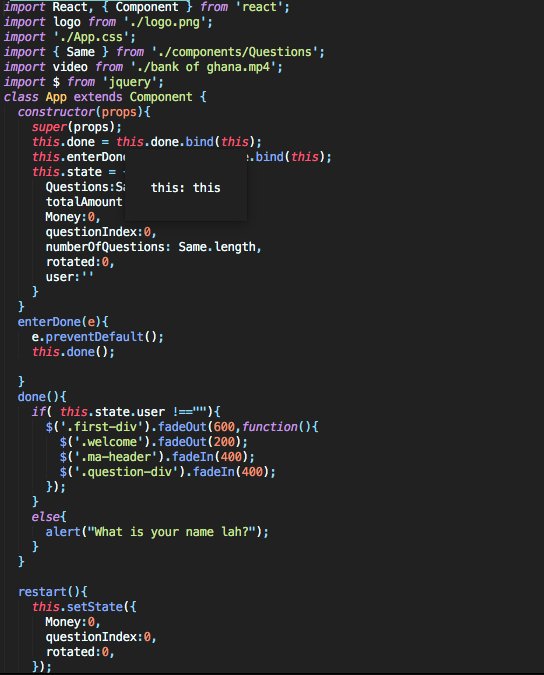 import React, { Component } from 'react';
import logo from './logo.png';
import './App.css';
import { Same } from './components/Questions';
import video from './bank of ghana.mp4';
import $ from 'jquery';
class App extends Component {
constructor(props){
super(props);
this.done = this.done.bind(this);
this.enterDone .bind(this);
this.state =
Questions:Sa this: this
totalAmount
Money:0,
questionIndex:0,
numberOfQuestions: Same.length,
rotated:0,
user:''
}
}
enterDone(e){
e.preventDefault();
this.done();
}
done(){
if( this.state.user !==""){
$('.first-div').fadeOut(600,function(){
$('.welcome').fadeOut(200);
$('.ma-header').fadeIn(400);
$('.question-div').fadeIn(400);
});
}
else{
alert("What is your name lah?");
}
}
restart(){
this.setState({
Money:0,
questionIndex:0,
rotated:0,
});